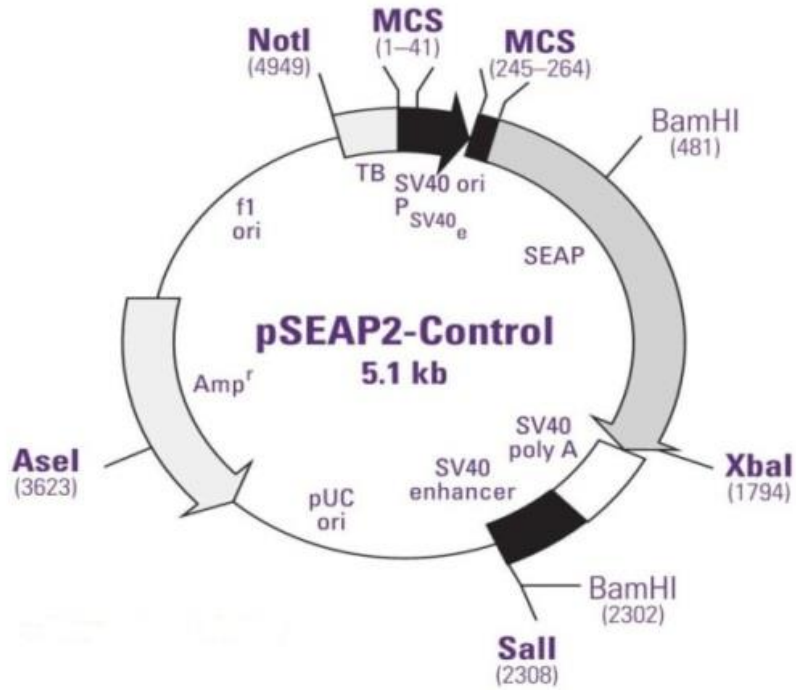 NotI
(4949)
MCS
(1–41)
MCS
(245–264)
BamHI
(481)
TB
SV40 ori
PSV40e
f1
ori
SEAP
pSEAP2-Control
5.1 kb
Ampr
SV40
poly A
SV40
enhancer
pUC
ori
AseI
(3623)
XbaI
(1794)
BamHI
(2302)
SalI
(2308)